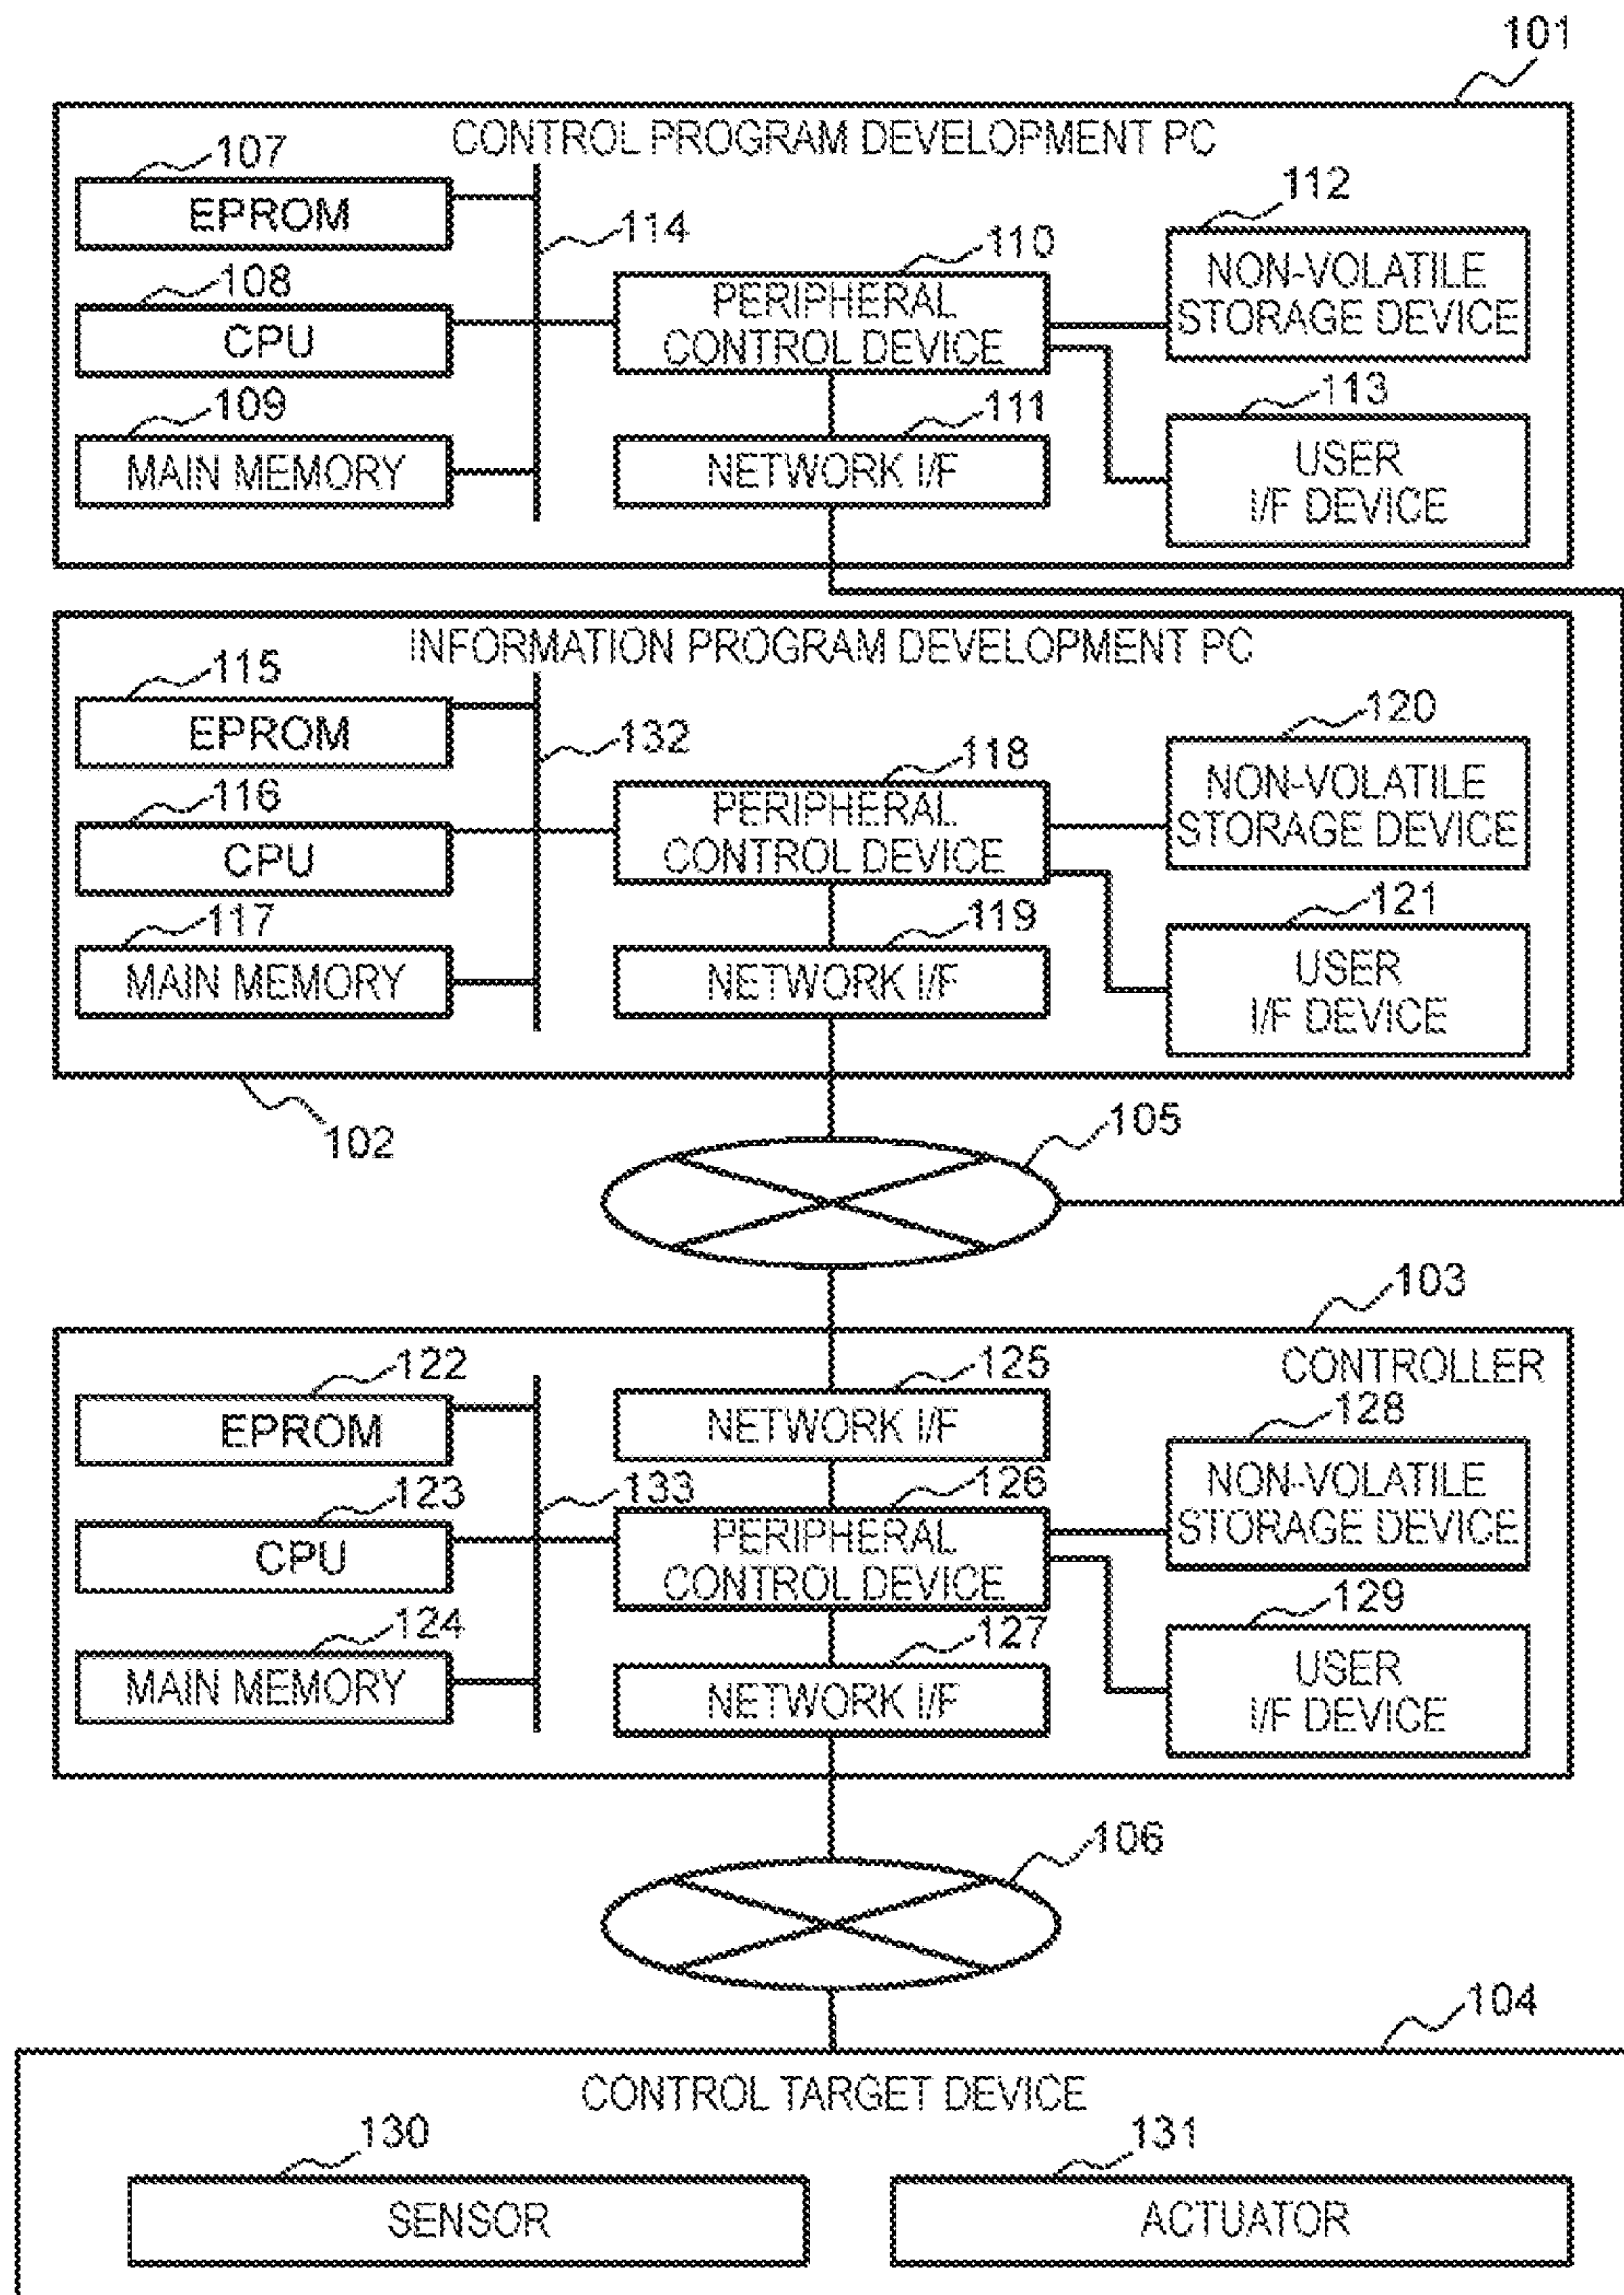 101
CONTROL PROGRAM DEVELOPMENT PC
107
EPROM
108
CPU
109
MAIN MEMORY
114
110
PERIPHERAL
CONTROL DEVICE
111
NETWORK I/F
112
NON-VOLATILE
STORAGE DEVICE
113
USER
I/F DEVICE
INFORMATION PROGRAM DEVELOPMENT PC
115
EPROM
116
CPU
117
MAIN MEMORY
132
118
PERIPHERAL
CONTROL DEVICE
119
NETWORK I/F
120
NON-VOLATILE
STORAGE DEVICE
121
USER
I/F DEVICE
102
105
103
CONTROLLER
122
EPROM
123
CPU
124
MAIN MEMORY
133
125
NETWORK I/F
126
PERIPHERAL
CONTROL DEVICE
127
NETWORK I/F
128
NON-VOLATILE
STORAGE DEVICE
129
USER
I/F DEVICE
106
104
CONTROL TARGET DEVICE
130
SENSOR
131
ACTUATOR